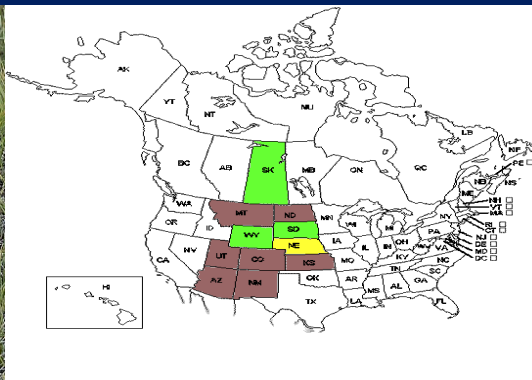 AK
YT
NT
NU
BC
AB
SK
MB
ON
QC
LB
NF
PE
NB
NS
ME
WA
MT
ND
MN
OR
ID
WY
SD
WI
MI
NY
NH
VT
MA
RI
CT
NJ
DE
MD
DC
NV
UT
CO
NE
IA
IL
IN
OH
PA
CA
KS
MO
KY
WV
VA
AZ
NM
OK
AR
TN
NC
SC
TX
LA
MS
AL
GA
FL
HI